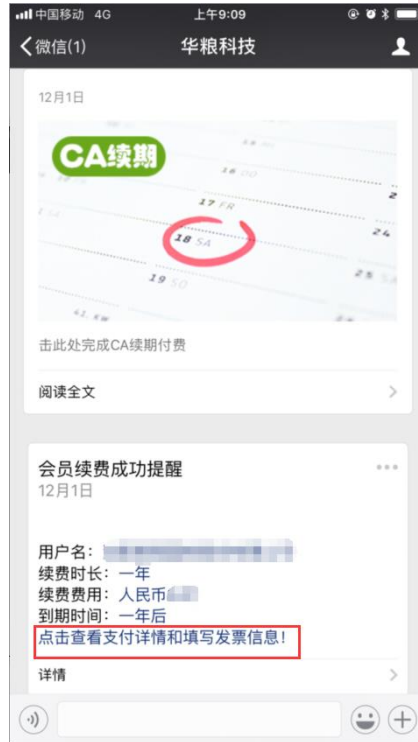 中国移动 4G 上午9:09
微信(1) 华粮科技
12月1日
CA续期
16
17 FR
18 SA
19 SO
2
24
25
击此处完成CA续期付费
阅读全文
会员续费成功提醒
12月1日
用户名：
续费时长：一年
续费费用：人民币
到期时间：一年后
点击查看支付详情和填写发票信息！
详情